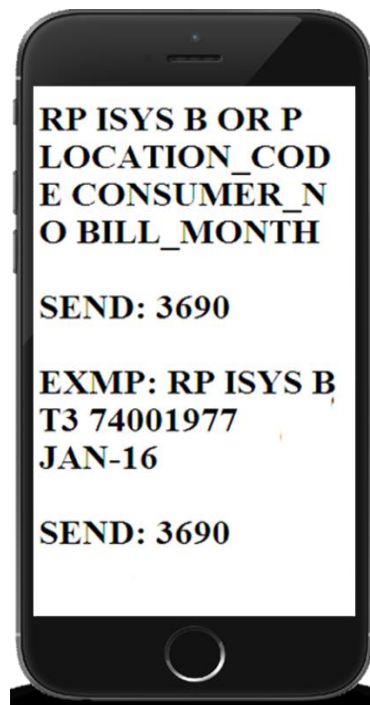 RP ISYS B OR P
LOCATION_COD
E CONSUMER_N
O BILL_MONTH
SEND: 3690
EXMP: RP ISYS B
T3 74001977
JAN-16
SEND: 3690